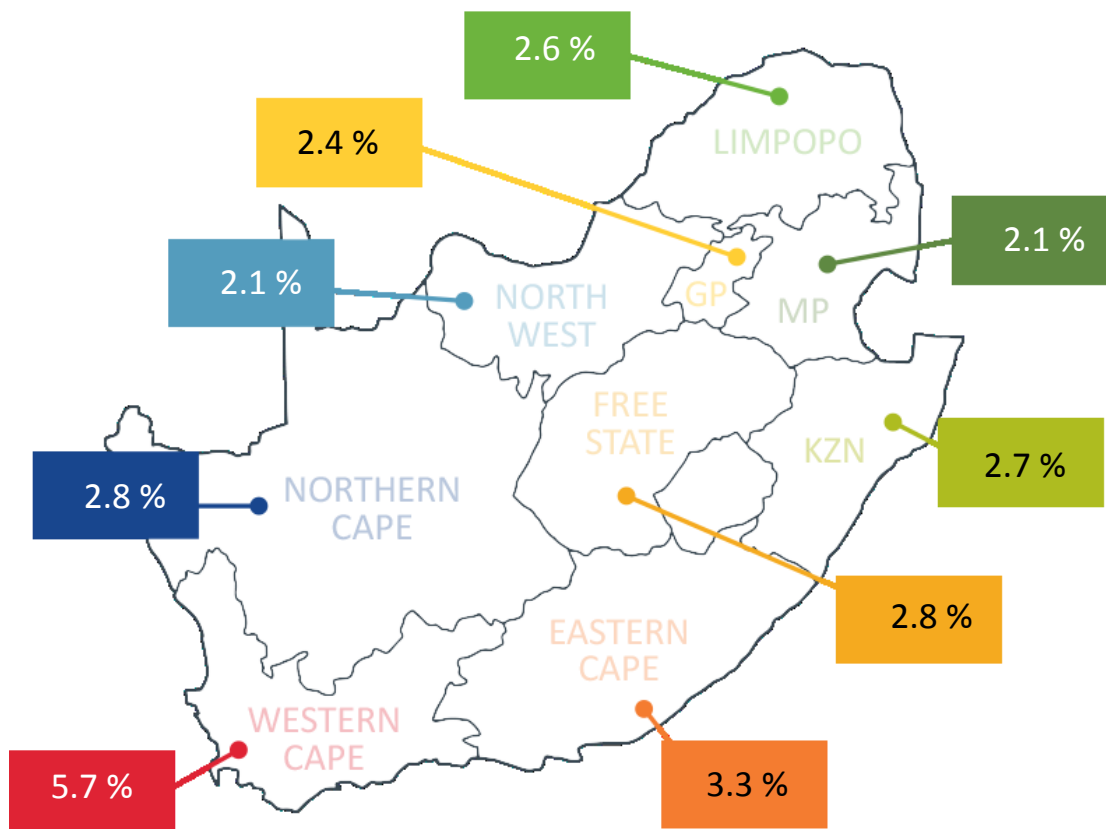 2.6 %
LIMPOPO
2.4 %
2.1 %
2.1 %
NORTH
WEST
GP
MP
FREE
STATE
KZN
2.7 %
2.8 %
NORTHERN
CAPE
2.8 %
EASTERN
CAPE
WESTERN
CAPE
5.7 %
3.3 %